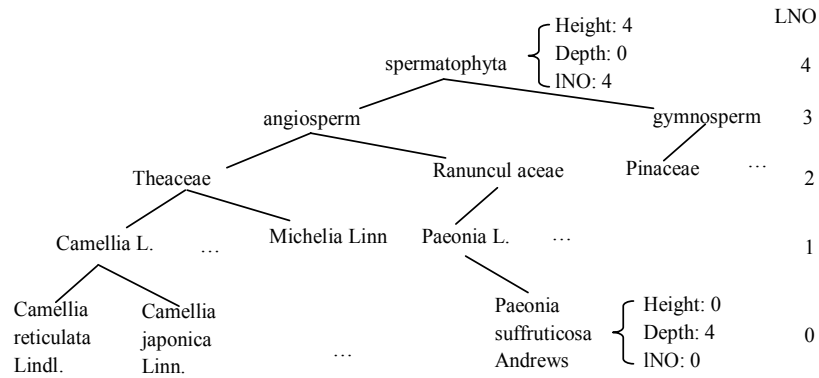 LNO
Height: 4
Depth: 0
lNO: 4
spermatophyta
4
angiosperm
gymnosperm
3
Theaceae
Ranuncul aceae
Pinaceae
...
2
Camellia L.
...
Michelia Linn
Paeonia L.
...
1
Camellia
reticulata
Lindl.
Camellia
japonica
Linn.
...
Paeonia
suffruticosa
Andrews
Height: 0
Depth: 4
lNO: 0
0